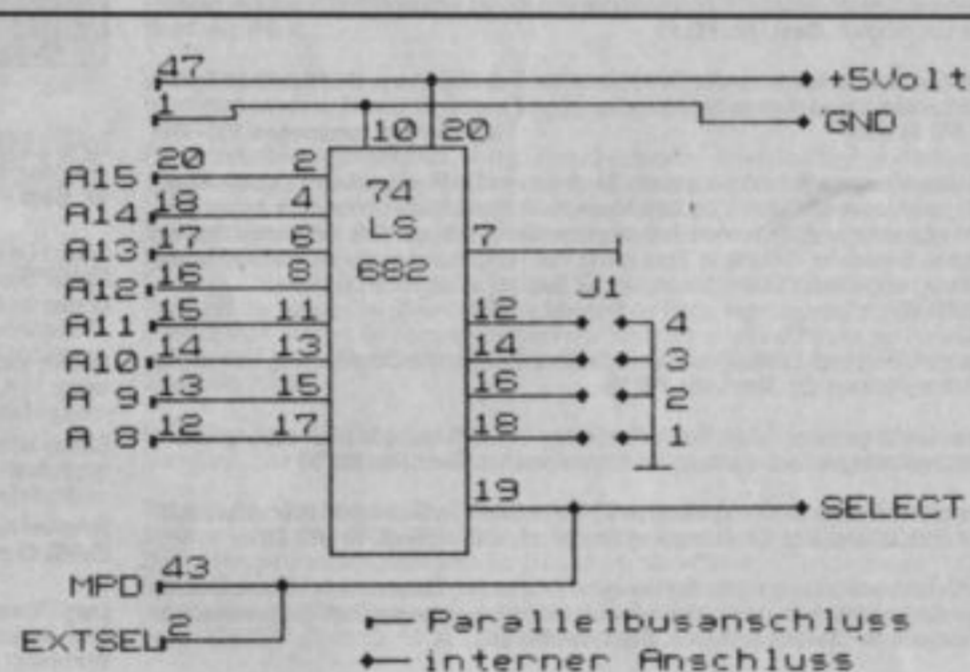 47 +5Volt
1 GND
10 20
A15 20 2
A14 18 4
A13 17 6 7
A12 16 8
A11 15 11 12 4
A10 14 13 14 3
A 9 13 15 16 2
A 8 12 17 18 1
74
LS
682
J1
19 SELECT
MPD 43
EXTSEL 2
Parallelbusanschluss
interner Anschluss